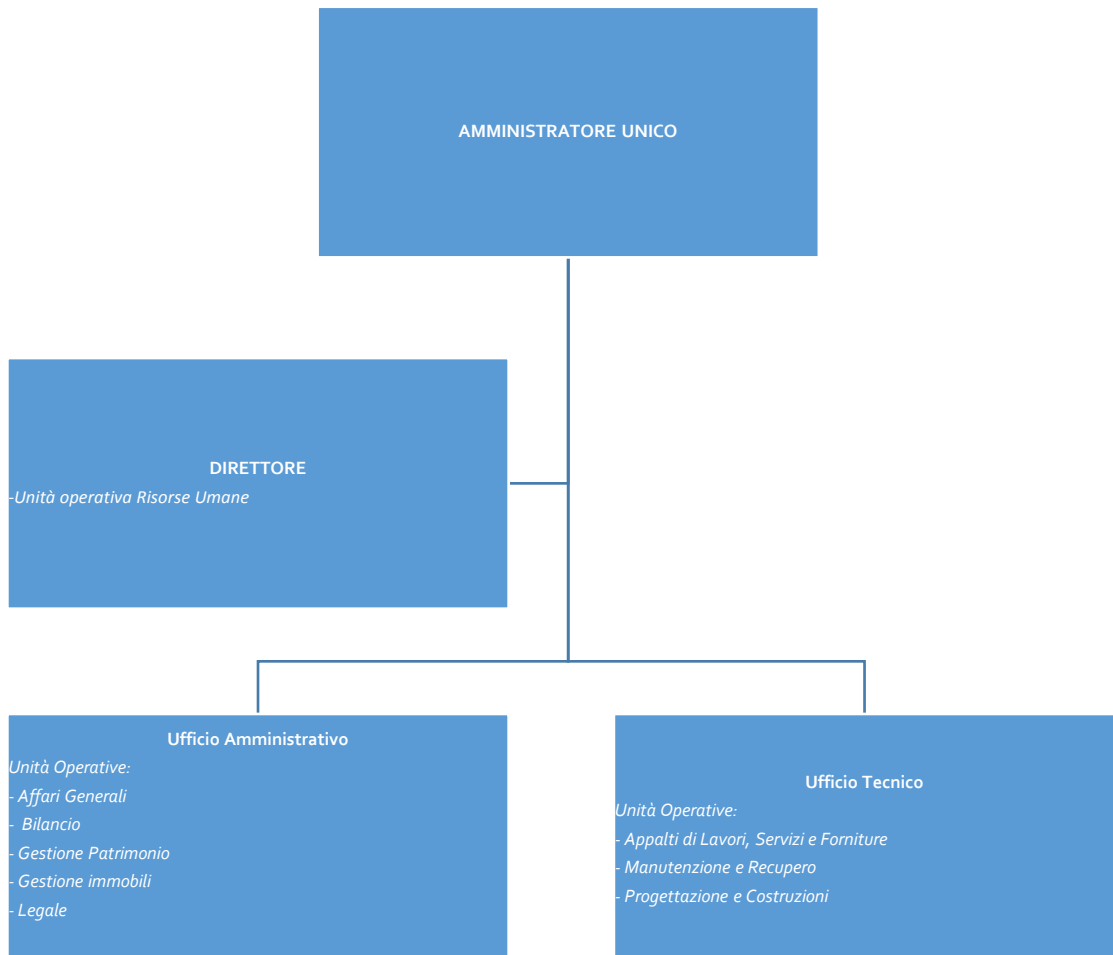 AMMINISTRATORE UNICO
DIRETTORE
-Unità operativa Risorse Umane
Ufficio Amministrativo
Unità Operative:
- Affari Generali
- Bilancio
- Gestione Patrimonio
- Gestione immobili
- Legale
Ufficio Tecnico
Unità Operative:
- Appalti di Lavori, Servizi e Forniture
- Manutenzione e Recupero
- Progettazione e Costruzioni